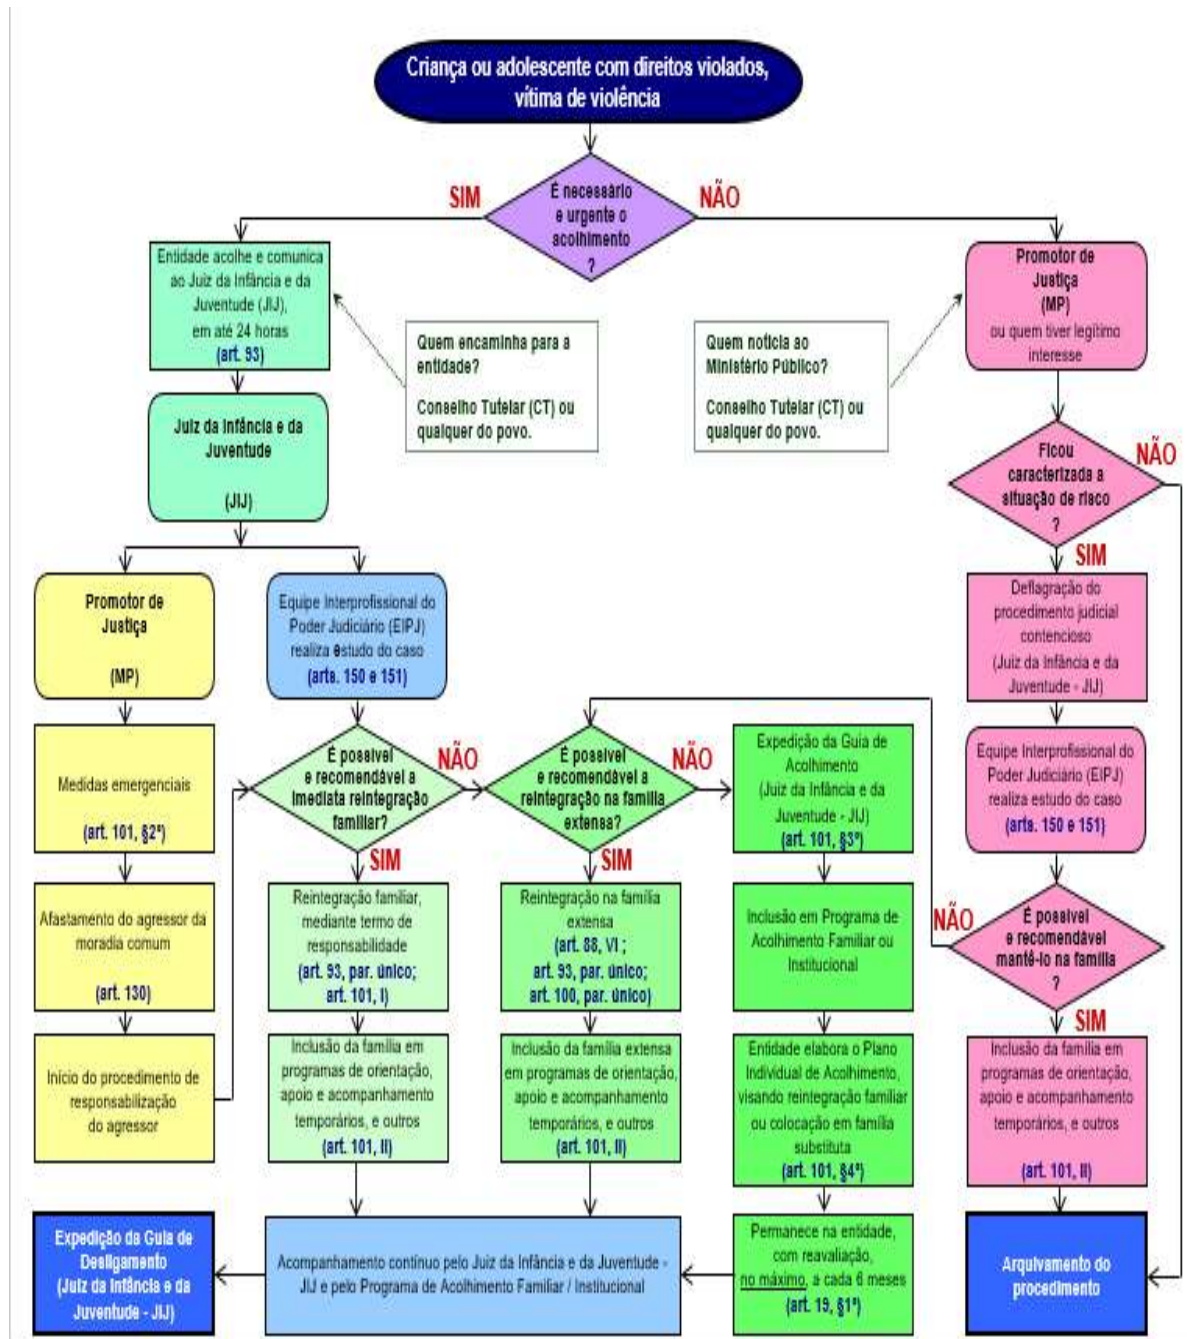 Criança ou adolescente com direitos violados,
vítima de violência
É necessário
e urgente o
acolhimento
?
SIM
NÃO
Entidade acolhe e comunica
ao Juiz da Infância e da
Juventude (JIJ),
em até 24 horas
(art. 93)
Quem encaminha para a
entidade?
Conselho Tutelar (CT) ou
qualquer do povo.
Quem noticia ao
Ministério Público?
Conselho Tutelar (CT) ou
qualquer do povo.
Promotor de
Justiça
(MP)
ou quem tiver legítimo
interesse
Juiz da Infância e da
Juventude
(JIJ)
Ficou
caracterizada a
situação de risco
?
NÃO
SIM
Promotor de
Justiça
(MP)
Equipe Interprofissional do
Poder Judiciário (EIPJ)
realiza estudo do caso
(arts. 150 e 151)
Deflagração do
procedimento judicial
contencioso
(Juiz da Infância e da
Juventude - JIJ)
Medidas emergenciais
(art. 101, §2º)
É possível
e recomendável a
imediata reintegração
familiar?
NÃO
SIM
É possível
e recomendável a
reintegração na família
extensa?
NÃO
SIM
Expedição da Guia de
Acolhimento
(Juiz da Infância e da
Juventude - JIJ)
(art. 101, §3º)
Equipe Interprofissional do
Poder Judiciário (EIPJ)
realiza estudo do caso
(arts. 150 e 151)
Afastamento do agressor da
moradia comum
(art. 130)
Reintegração familiar,
mediante termo de
responsabilidade
(art. 93, par. único;
art. 101, I)
Reintegração na família
extensa
(art. 88, VI ;
art. 93, par. único;
art. 100, par. único)
Inclusão em Programa de
Acolhimento Familiar ou
Institucional
NÃO
É possível
e recomendável
mantê-lo na família
?
SIM
Início do procedimento de
responsabilização
do agressor
Inclusão da família em
programas de orientação,
apoio e acompanhamento
temporários, e outros
(art. 101, II)
Inclusão da família extensa
em programas de orientação,
apoio e acompanhamento
temporários, e outros
(art. 101, II)
Entidade elabora o Plano
Individual de Acolhimento,
visando reintegração familiar
ou colocação em família
substituta
(art. 101, §4º)
Inclusão da família em
programas de orientação,
apoio e acompanhamento
temporários, e outros
(art. 101, II)
Expedição da Guia de
Desligamento
(Juiz da Infância e da
Juventude - JIJ)
Acompanhamento contínuo pelo Juiz da Infância e da Juventude -
JIJ e pelo Programa de Acolhimento Familiar / Institucional
Permanece na entidade,
com reavaliação,
no máximo, a cada 6 meses
(art. 19, §1º)
Arquivamento do
procedimento